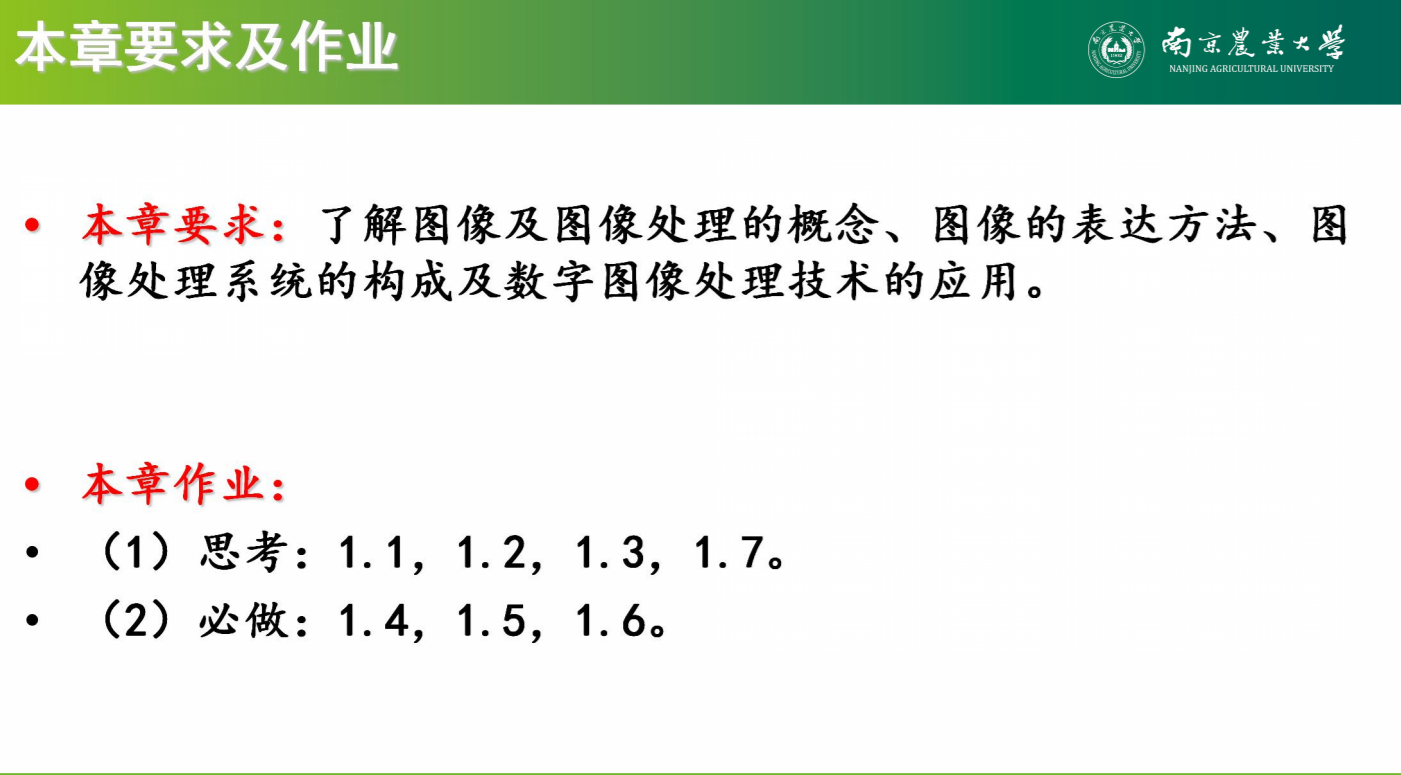 本章要求及作业
南京農業大學
NANJING AGRICULTURAL UNIVERSITY
• 本章要求：了解图像及图像处理的概念、图像的表达方法、图
像处理系统的构成及数字图像处理技术的应用。
• 本章作业：
• （1）思考：1.1，1.2，1.3，1.7。
• （2）必做：1.4，1.5，1.6。